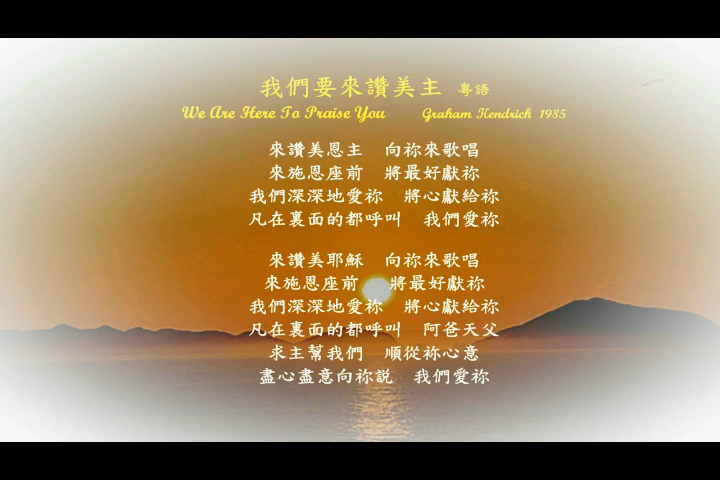 我們要來讚美主 粵語
We Are Here To Praise You Graham Kendrick 1985
來讚美恩主 向祢來歌唱
來施恩座前 將最好獻祢
我們深深地愛祢 將心獻給祢
凡在裏面的都呼叫 我們愛祢
來讚美耶穌 向祢來歌唱
來施恩座前 將最好獻祢
我們深深地愛祢 將心獻給祢
凡在裏面的都呼叫 阿爸天父
求主幫我們 順從祢心意
盡心盡意向祢說 我們愛祢